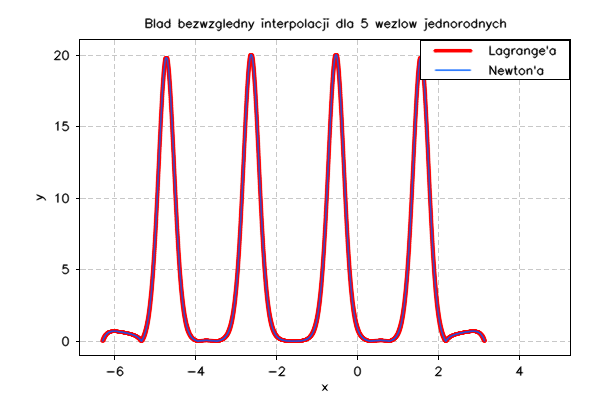 Blad bezwzgledny interpolacji dla 5 wezlow jednorodnych
Lagrange'a
Newton'a
20
15
10
5
0
y
−6 −4 −2 0 2 4
x